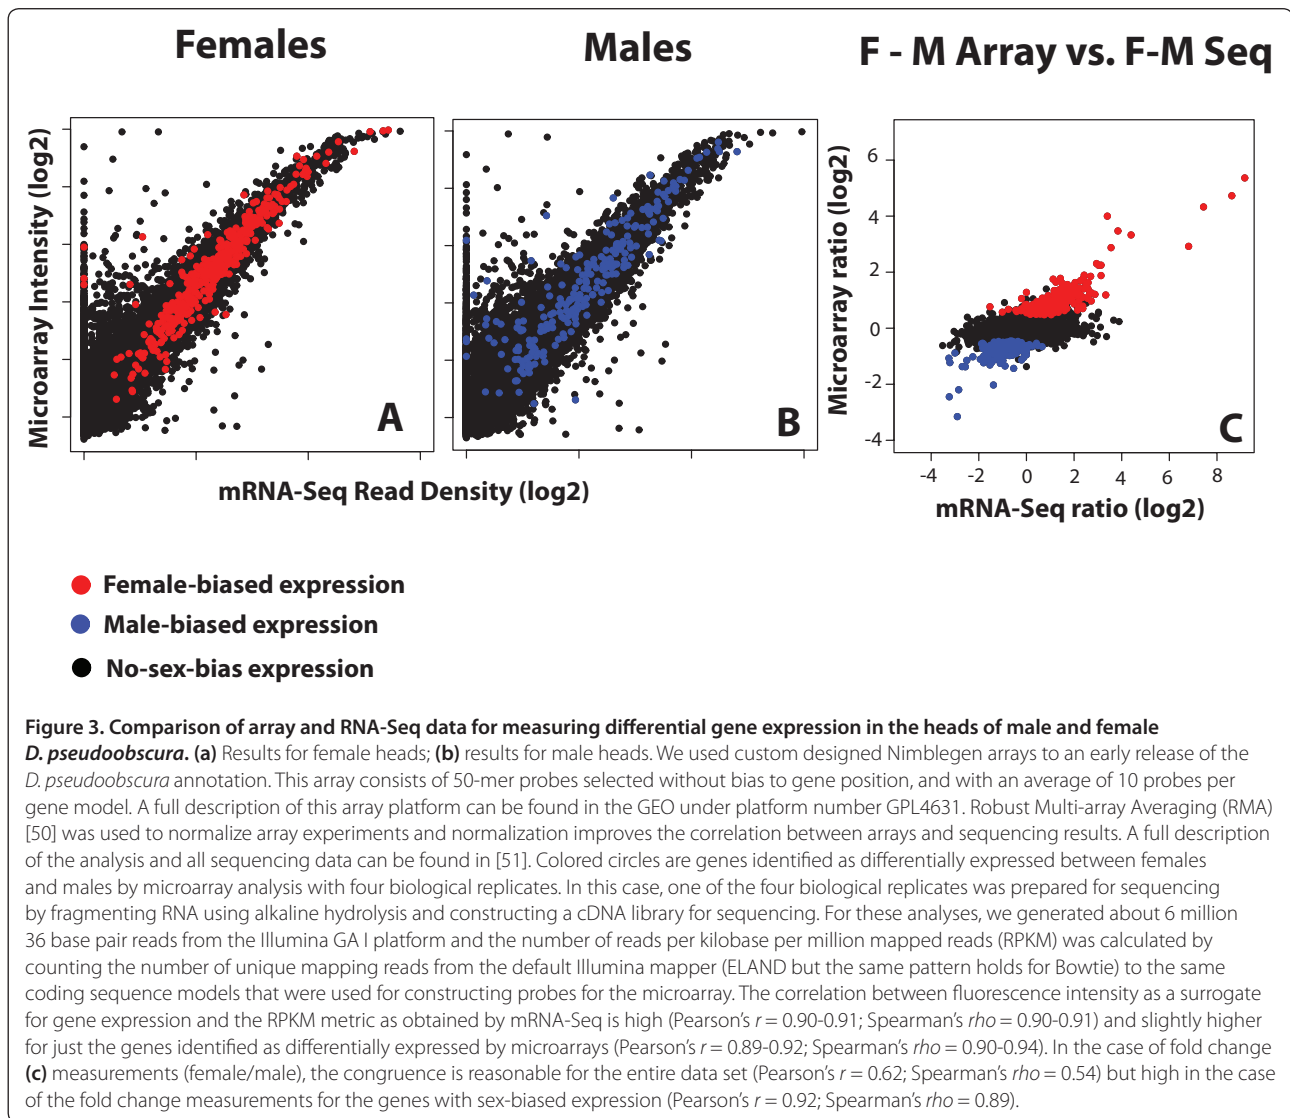 Females
Males
F - M Array vs. F-M Seq
Microarray Intensity (log2)
A
B
mRNA-Seq Read Density (log2)
Microarray ratio (log2)
6
4
2
0
-2
-4
C
-4 -2 0 2 4 6 8
mRNA-Seq ratio (log2)
Female-biased expression
Male-biased expression
No-sex-bias expression
Figure 3. Comparison of array and RNA-Seq data for measuring differential gene expression in the heads of male and female
D. pseudoobscura. (a) Results for female heads; (b) results for male heads. We used custom designed Nimblegen arrays to an early release of the
D. pseudoobscura annotation. This array consists of 50-mer probes selected without bias to gene position, and with an average of 10 probes per
gene model. A full description of this array platform can be found in the GEO under platform number GPL4631. Robust Multi-array Averaging (RMA)
[50] was used to normalize array experiments and normalization improves the correlation between arrays and sequencing results. A full description
of the analysis and all sequencing data can be found in [51]. Colored circles are genes identified as differentially expressed between females
and males by microarray analysis with four biological replicates. In this case, one of the four biological replicates was prepared for sequencing
by fragmenting RNA using alkaline hydrolysis and constructing a cDNA library for sequencing. For these analyses, we generated about 6 million
36 base pair reads from the Illumina GA I platform and the number of reads per kilobase per million mapped reads (RPKM) was calculated by
counting the number of unique mapping reads from the default Illumina mapper (ELAND but the same pattern holds for Bowtie) to the same
coding sequence models that were used for constructing probes for the microarray. The correlation between fluorescence intensity as a surrogate
for gene expression and the RPKM metric as obtained by mRNA-Seq is high (Pearson's r = 0.90-0.91; Spearman's rho = 0.90-0.91) and slightly higher
for just the genes identified as differentially expressed by microarrays (Pearson's r = 0.89-0.92; Spearman's rho = 0.90-0.94). In the case of fold change
(c) measurements (female/male), the congruence is reasonable for the entire data set (Pearson's r = 0.62; Spearman's rho = 0.54) but high in the case
of the fold change measurements for the genes with sex-biased expression (Pearson's r = 0.92; Spearman's rho = 0.89).